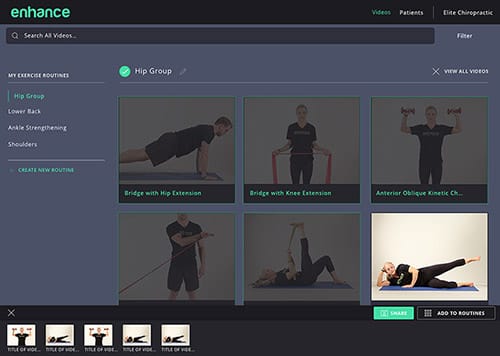 enhance
Videos Patients Elite Chiropractic
Search All Videos...
Filter
MY EXERCISE ROUTINES
Hip Group
Lower Back
Ankle Strengthening
Shoulders
CREATE NEW ROUTINE
Hip Group
VIEW ALL VIDEOS
Bridge with Hip Extension
Bridge with Knee Extension
Anterior Oblique Kinetic Ch...
SHARE
ADD TO ROUTINES
TITLE OF VIDE...
TITLE OF VIDE...
TITLE OF VIDE...
TITLE OF VIDE...
TITLE OF VIDE...